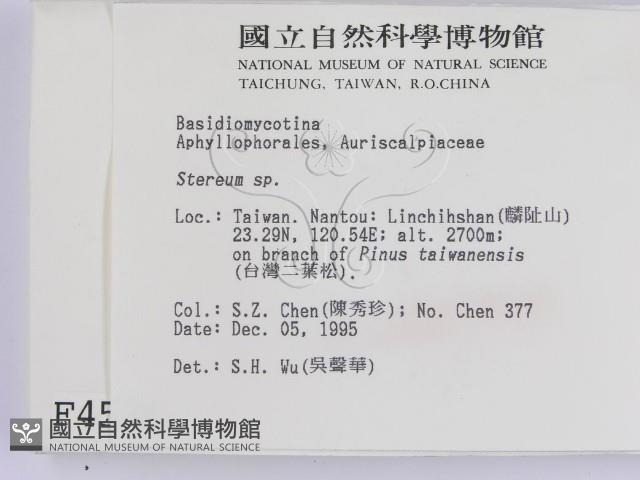 國立自然科學博物館
NATIONAL MUSEUM OF NATURAL SCIENCE
TAICHUNG, TAIWAN, R.O.CHINA
Basidiomycotina
Aphyllophorales, Auriscalpiaceae
Stereum sp.
Loc.: Taiwan. Nantou: Linchihshan(麟趾山)
23.29N, 120.54E; alt. 2700m;
on branch of Pinus taiwanensis
(台灣二葉松).
Col.: S.Z. Chen(陳秀珍); No. Chen 377
Date: Dec. 05, 1995
Det.: S.H. Wu(吳聲華)
F45
國立自然科學博物館
NATIONAL MUSEUM OF NATURAL SCIENCE